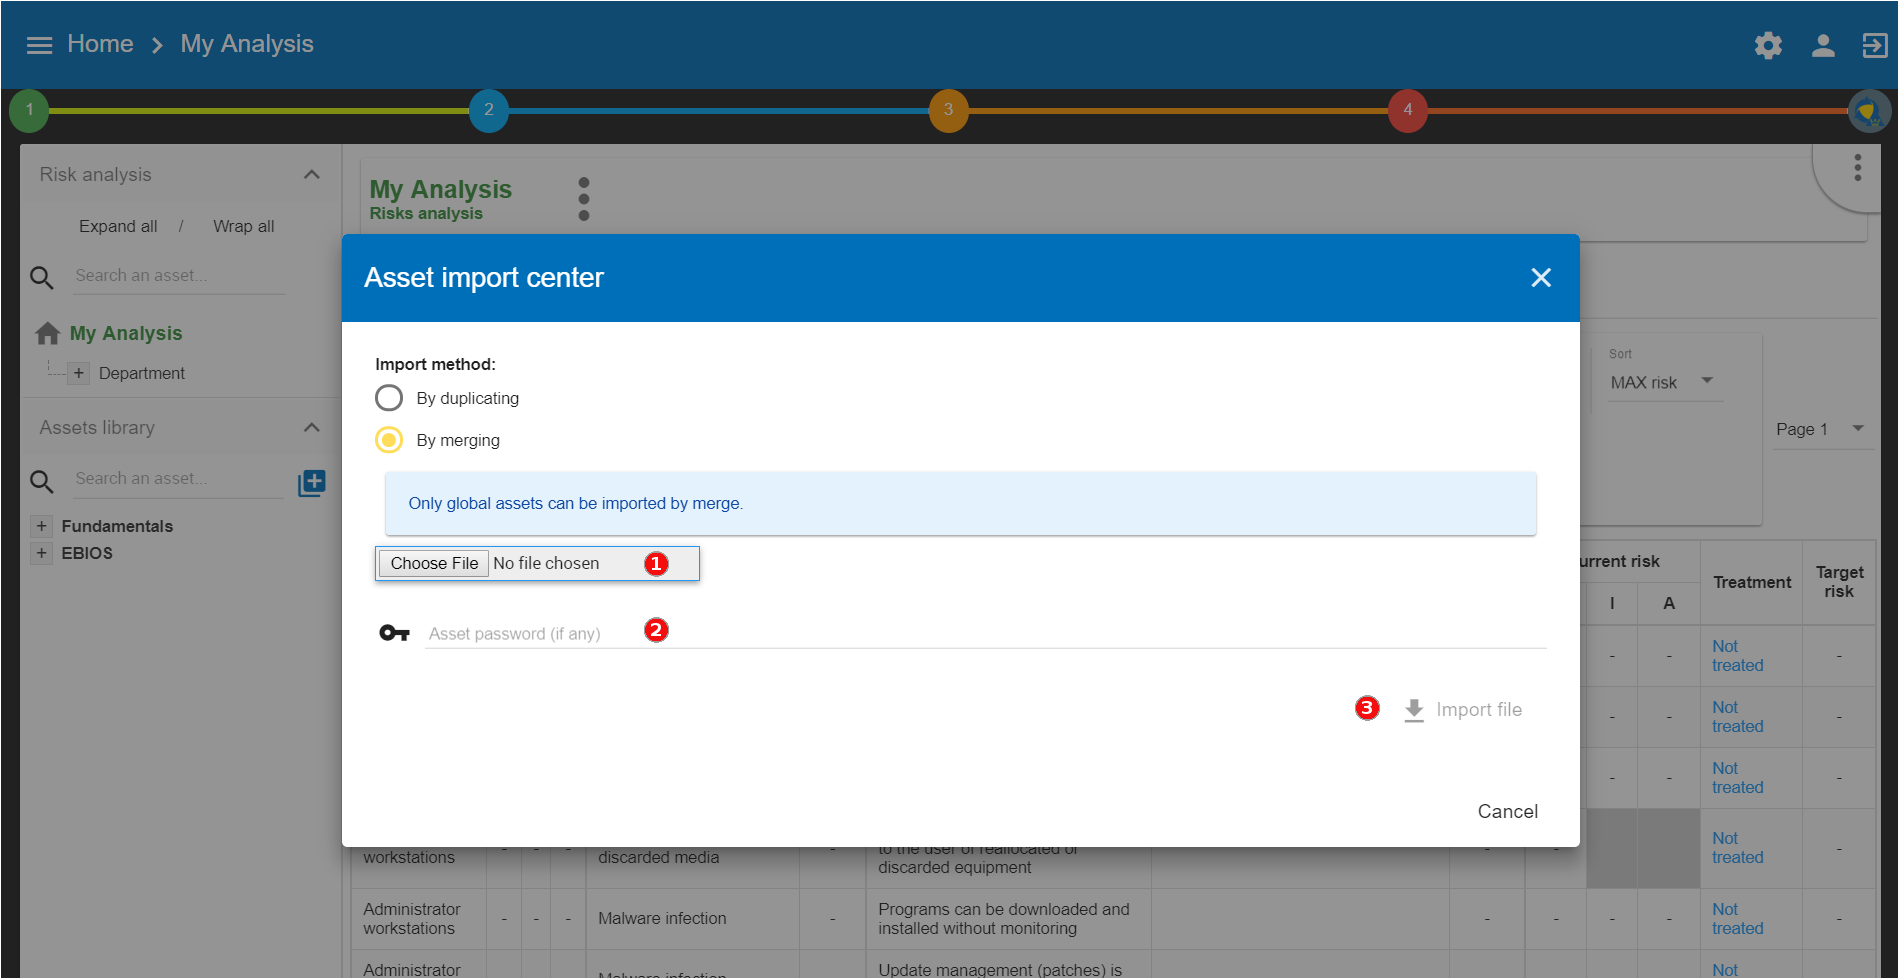 Home > My Analysis
1 2 3 4
Risk analysis
Expand all / Wrap all
Search an asset...
My Analysis
+ Department
Assets library
Search an asset...
+ Fundamentals
+ EBIOS
My Analysis
Risks analysis
Asset import center
Import method:
By duplicating
By merging
Only global assets can be imported by merge.
Choose File No file chosen 1
Asset password (if any) 2
3 Import file
Cancel
Sort
MAX risk
Page 1
urrent risk
Treatment
Target
risk
I A
- - Not
treated -
- - Not
treated -
- - Not
treated -
workstations - - - discarded media - to the user of reallocated or
discarded equipment - - Not
treated -
Administrator
workstations - - - Malware infection - Programs can be downloaded and
installed without monitoring - - - - Not
treated -
Administrator Malware infection Update management (patches) is Not